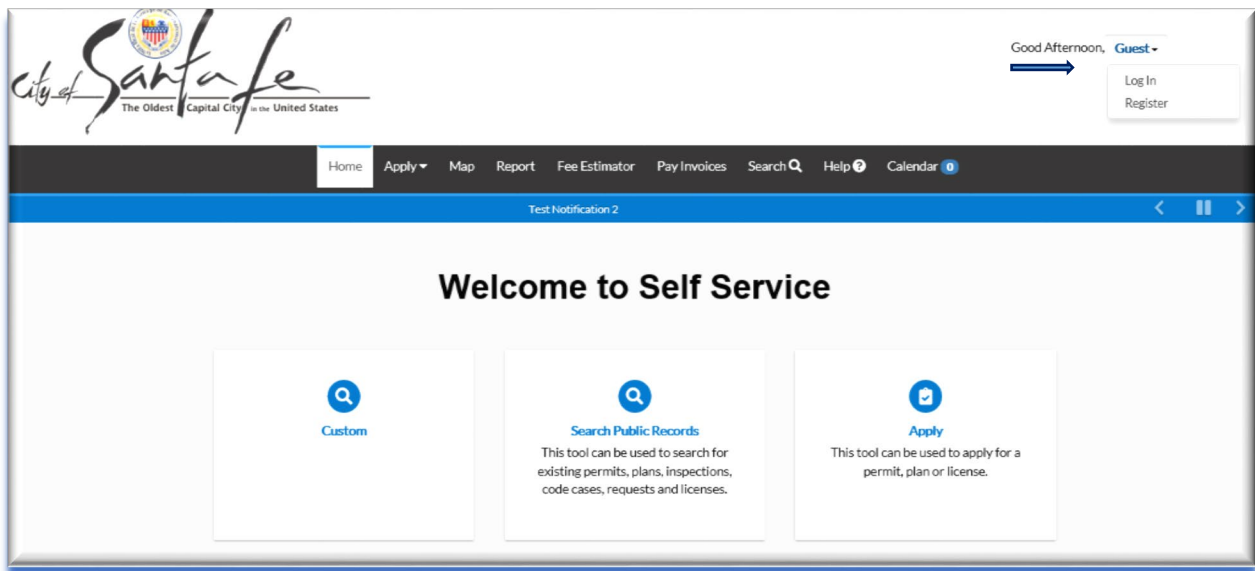 City of Santa Fe
The Oldest Capital City in the United States
Good Afternoon, Guest
Log In
Register
Home Apply Map Report Fee Estimator Pay Invoices Search Help Calendar 0
Test Notification 2
Welcome to Self Service
Custom
Search Public Records
This tool can be used to search for
existing permits, plans, inspections,
code cases, requests and licenses.
Apply
This tool can be used to apply for a
permit, plan or license.